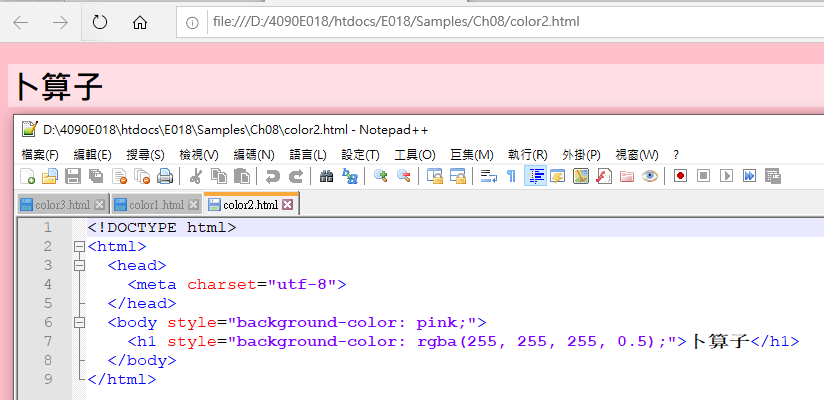 file:///D:/4090E018/htdocs/E018/Samples/Ch08/color2.html
卜算子
D:\4090E018\htdocs\E018\Samples\Ch08\color2.html - Notepad++
檔案(F) 編輯(E) 搜尋(S) 檢視(V) 編碼(N) 語言(L) 設定(T) 工具(O) 巨集(M) 執行(R) 外掛(P) 視窗(W) ?
color3.html color1.html color2.html
1 <!DOCTYPE html>
2 <html>
3 <head>
4 <meta charset="utf-8">
5 </head>
6 <body style="background-color: pink;">
7 <h1 style="background-color: rgba(255, 255, 255, 0.5);">卜算子</h1>
8 </body>
9 </html>